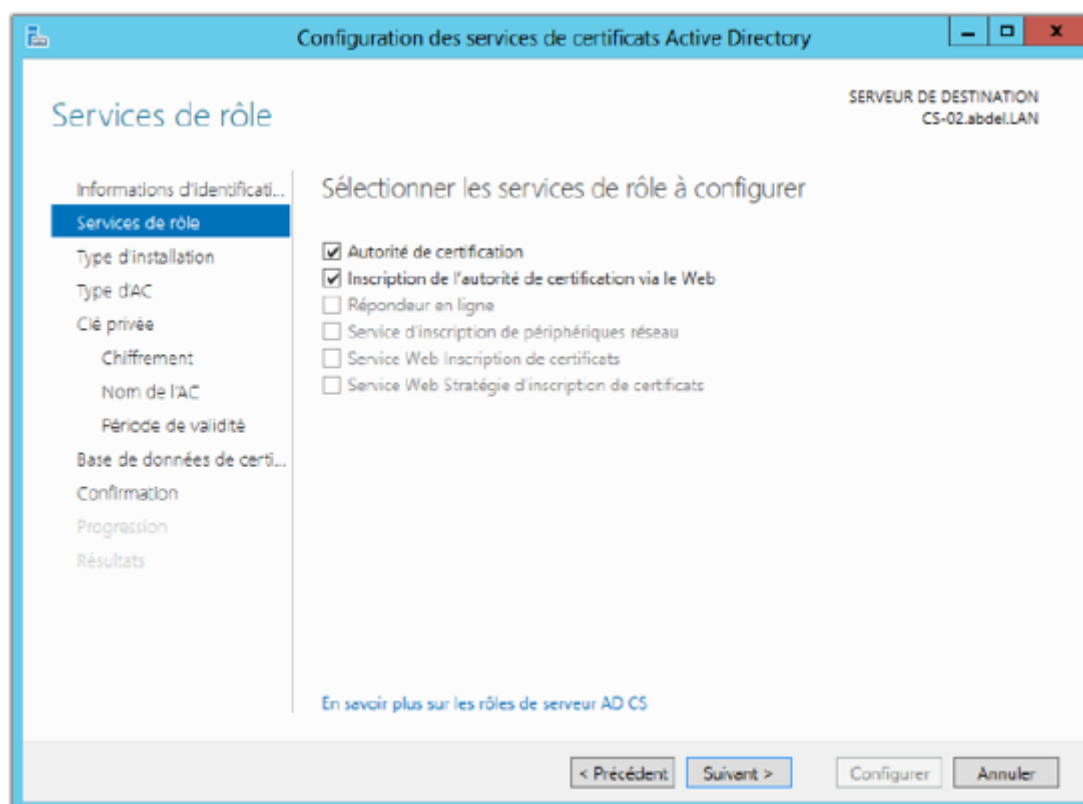 Configuration des services de certificats Active Directory
Services de rôle
SERVEUR DE DESTINATION
CS-02.abdel.LAN
Informations d'identificati...
Services de rôle
Type d'installation
Type d'AC
Clé privée
Chiffrement
Nom de l'AC
Période de validité
Base de données de certi...
Confirmation
Progression
Résultats
Sélectionner les services de rôle à configurer
Autorité de certification
Inscription de l'autorité de certification via le Web
Répondeur en ligne
Service d'inscription de périphériques réseau
Service Web Inscription de certificats
Service Web Stratégie d'inscription de certificats
En savoir plus sur les rôles de serveur AD CS
< Précédent
Suivant >
Configurer
Annuler